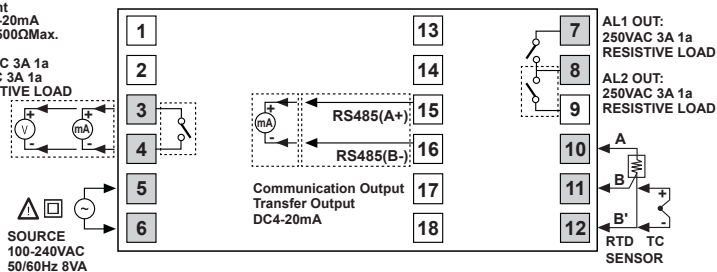 -20mA
500ΩMax.
C 3A 1a
C 3A 1a
TIVE LOAD
V
mA
+
-
+
-
SOURCE
100-240VAC
50/60Hz 8VA
1
2
3
4
5
6
mA
+
-
RS485(A+)
RS485(B-)
Communication Output
Transfer Output
DC4-20mA
13
14
15
16
17
18
7
8
9
10
11
12
AL1 OUT:
250VAC 3A 1a
RESISTIVE LOAD
AL2 OUT:
250VAC 3A 1a
RESISTIVE LOAD
A
B
B'
+
-
RTD TC
SENSOR